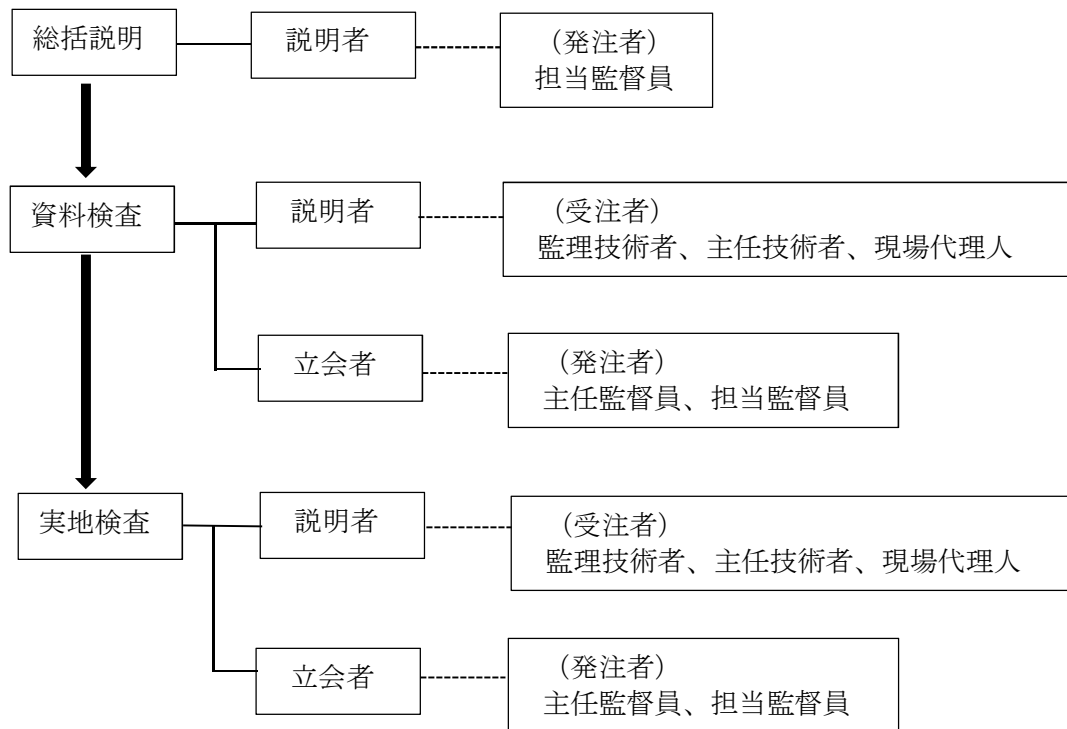 総括説明
説明者
（発注者）
担当監督員
資料検査
説明者
（受注者）
監理技術者、主任技術者、現場代理人
立会者
（発注者）
主任監督員、担当監督員
実地検査
説明者
（受注者）
監理技術者、主任技術者、現場代理人
立会者
（発注者）
主任監督員、担当監督員